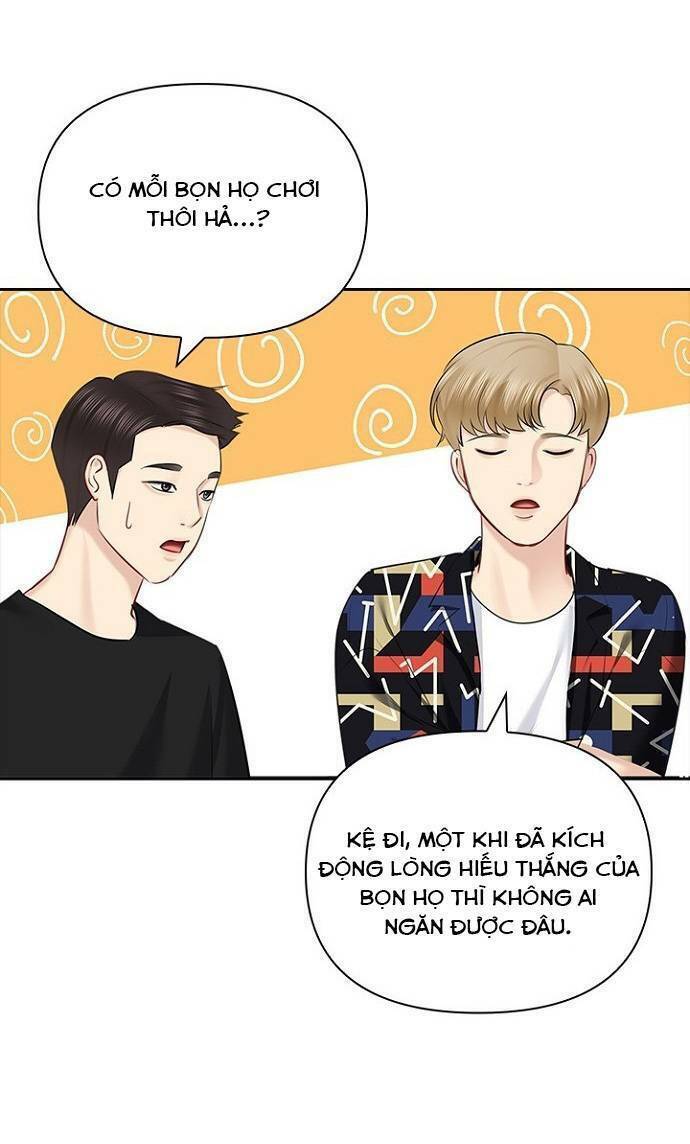 CÓ MỖI BỌN HỌ CHƠI
THÔI HẢ...?
KỆ ĐI, MỘT KHI ĐÃ KÍCH
ĐỘNG LÒNG HIẾU THẮNG CỦA
BỌN HỌ THÌ KHÔNG AI
NGĂN ĐƯỢC ĐÂU.